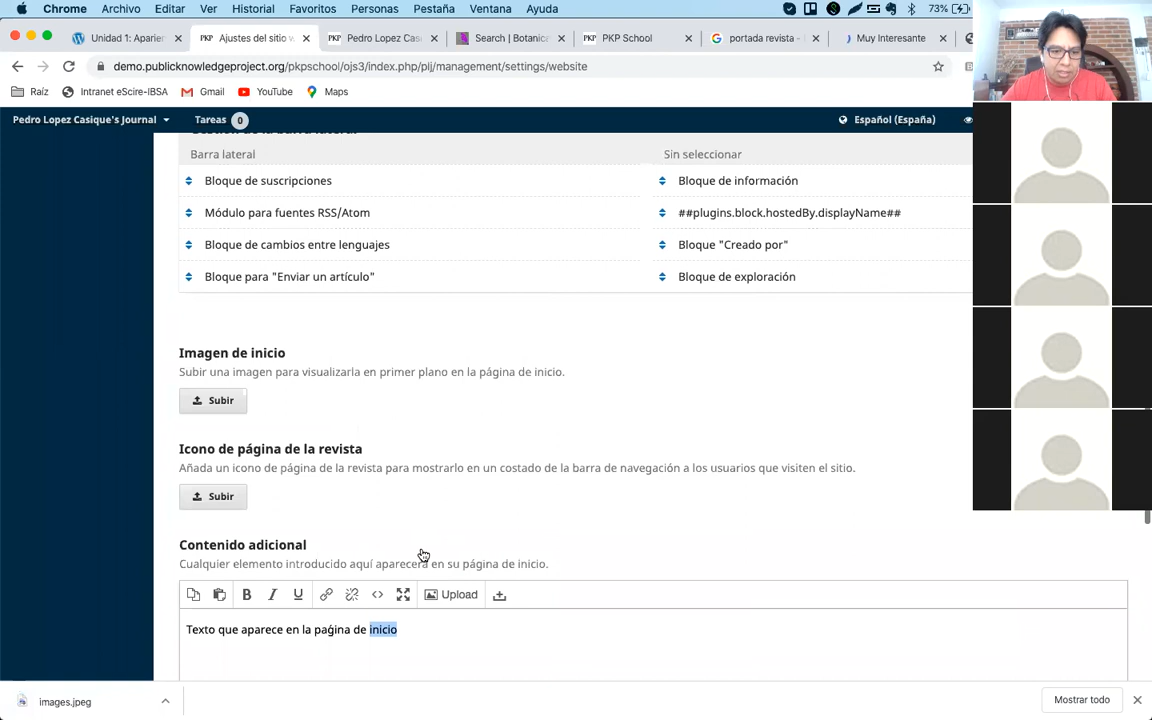 Chrome Archivo Editar Ver Historial Favoritos Personas Pestaña Ventana Ayuda 73%
Unidad 1: Aparien × Ajustes del sitio w × Pedro Lopez Cas × Search | Botanica × PKP School × portada revista - × Muy Interesante ×
demo.publicknowledgeproject.org/pkpschool/ojs3/index.php/plj/management/settings/website
Raíz Intranet eScire-IBSA Gmail YouTube Maps
Pedro Lopez Casique's Journal Tareas 0 Español (España)
Barra lateral Sin seleccionar
Bloque de suscripciones Bloque de información
Módulo para fuentes RSS/Atom ##plugins.block.hostedBy.displayName##
Bloque de cambios entre lenguajes Bloque "Creado por"
Bloque para "Enviar un artículo" Bloque de exploración
Imagen de inicio
Subir una imagen para visualizarla en primer plano en la página de inicio.
Subir
Icono de página de la revista
Añada un icono de página de la revista para mostrarlo en un costado de la barra de navegación a los usuarios que visiten el sitio.
Subir
Contenido adicional
Cualquier elemento introducido aquí aparecerá en su página de inicio.
B I U <> Upload
Texto que aparece en la paǵina de inicio
images.jpeg Mostrar todo